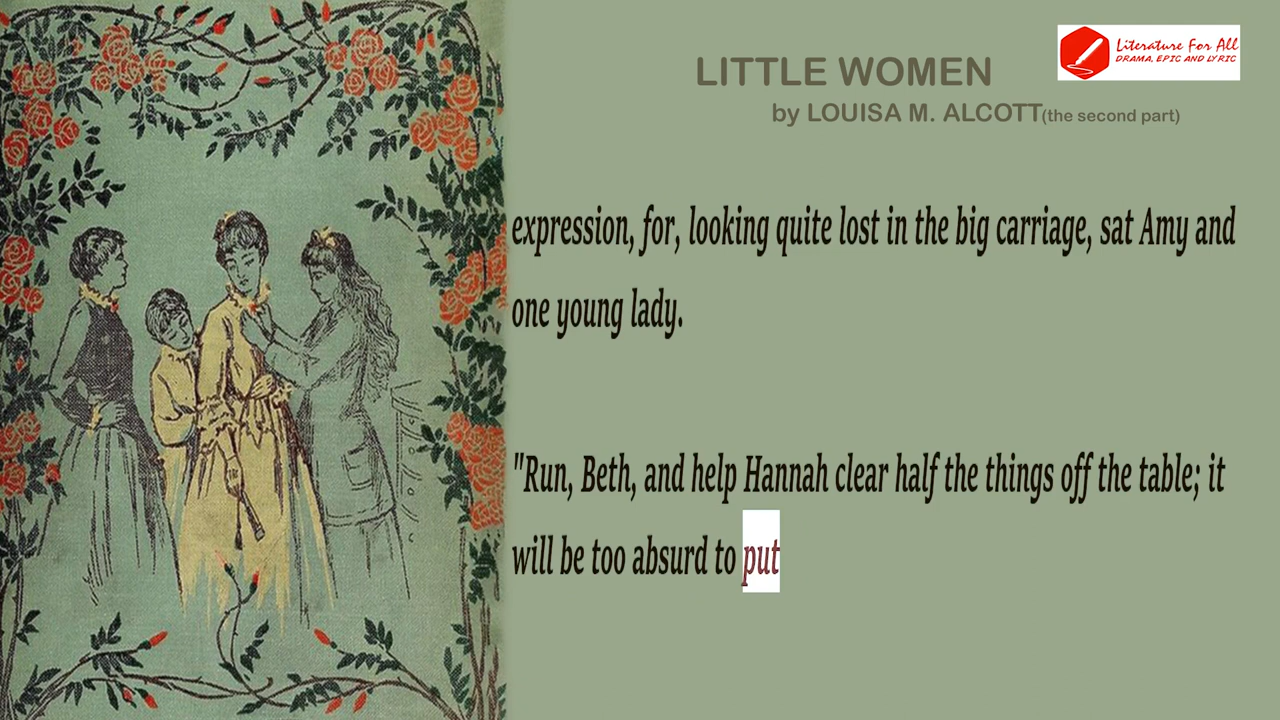 LITTLE WOMEN
by LOUISA M. ALCOTT(the second part)
Literature For All
DRAMA, EPIC AND LYRIC
expression, for, looking quite lost in the big carriage, sat Amy and
one young lady.
"Run, Beth, and help Hannah clear half the things off the table; it
will be too absurd to put